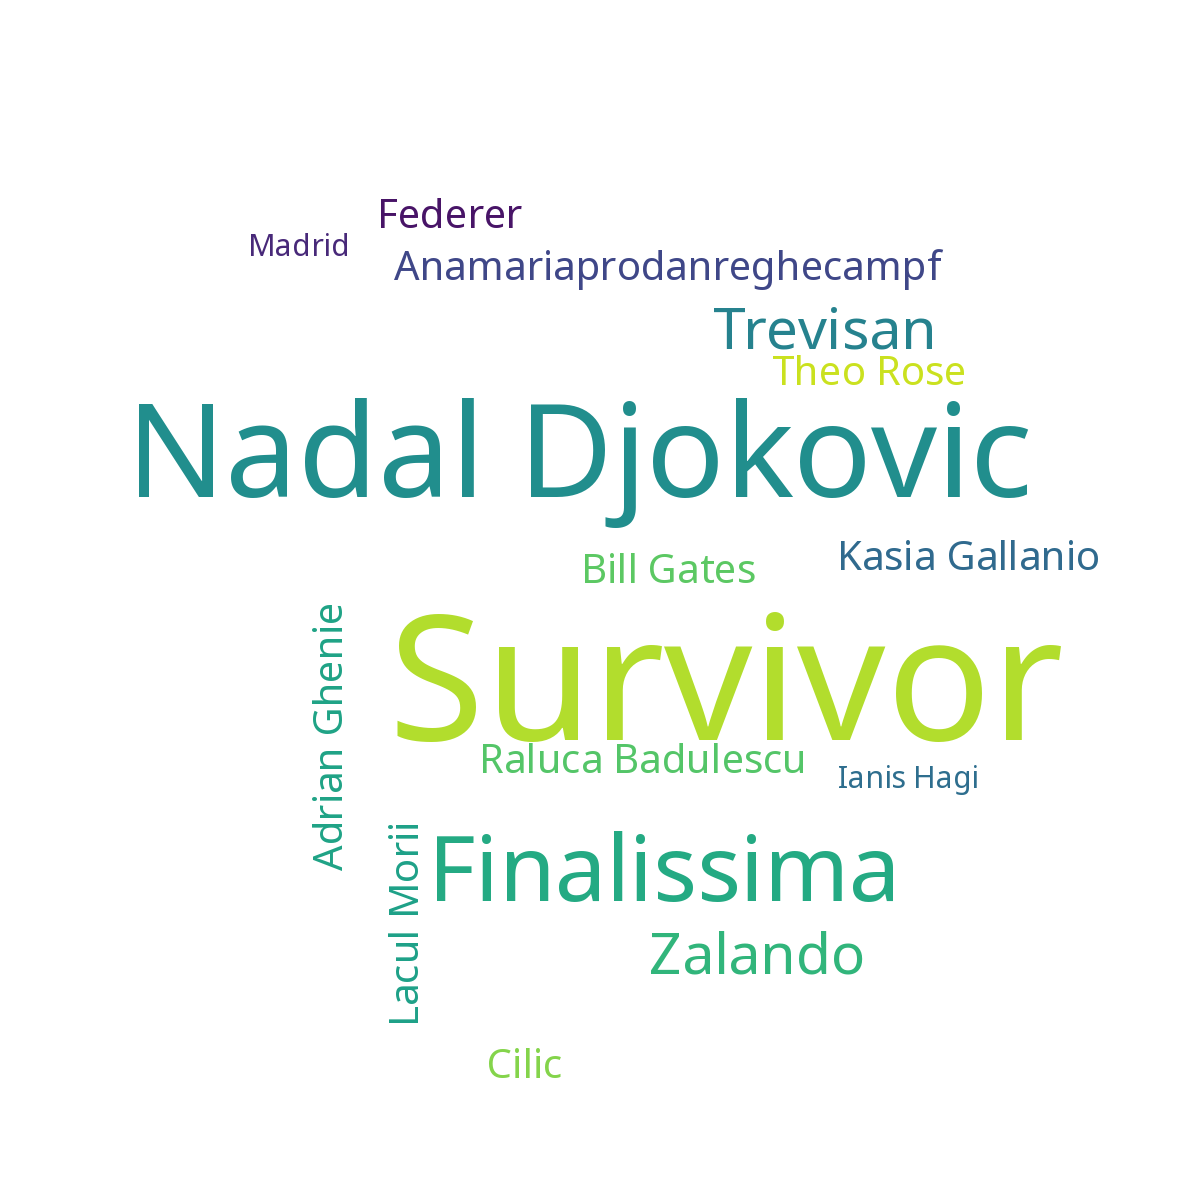 Federer
Madrid
Anamariaprodanreghecampf
Trevisan
Theo Rose
Nadal Djokovic
Kasia Gallanio
Bill Gates
Adrian Ghenie
Survivor
Raluca Badulescu
Ianis Hagi
Lacul Morii
Finalissima
Zalando
Cilic